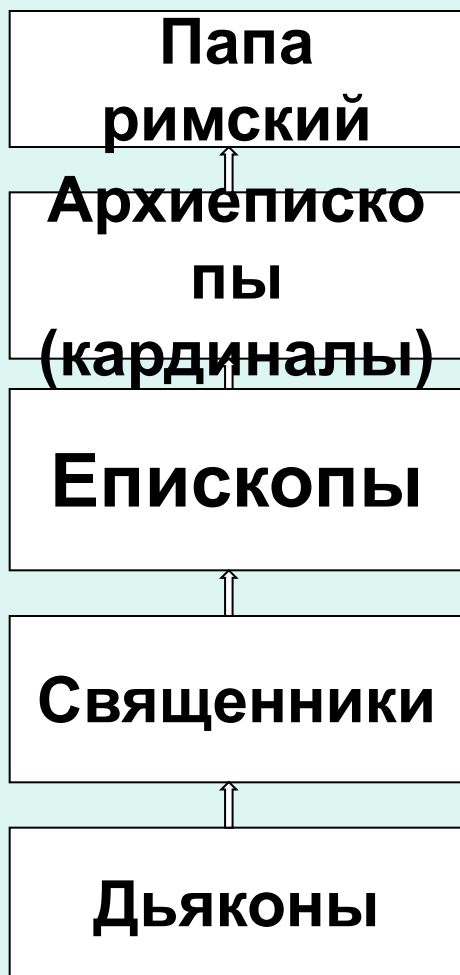 Папа
римский
Архиеписко
пы
(кардиналы)
Епископы
Священники
Дьяконы